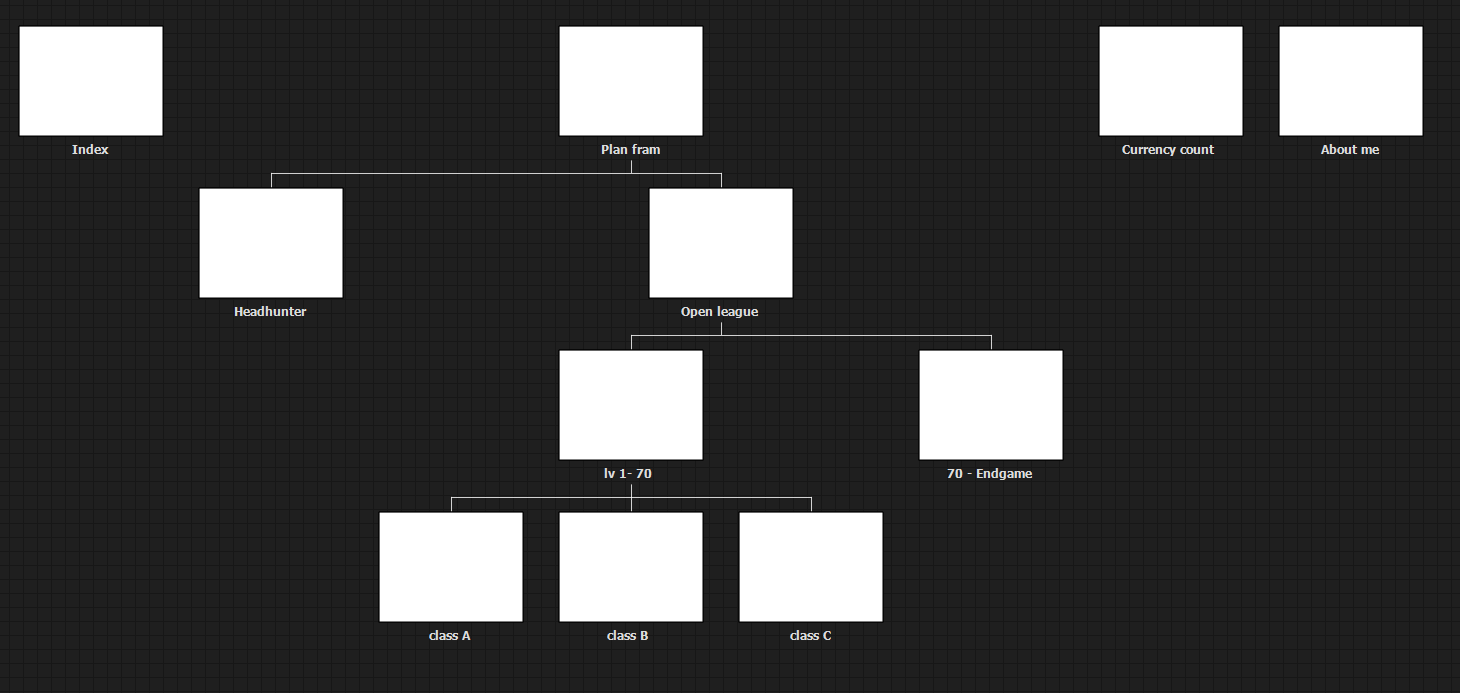 Index
Plan fram
Currency count
About me
Headhunter
Open league
lv 1- 70
70 - Endgame
class A
class B
class C